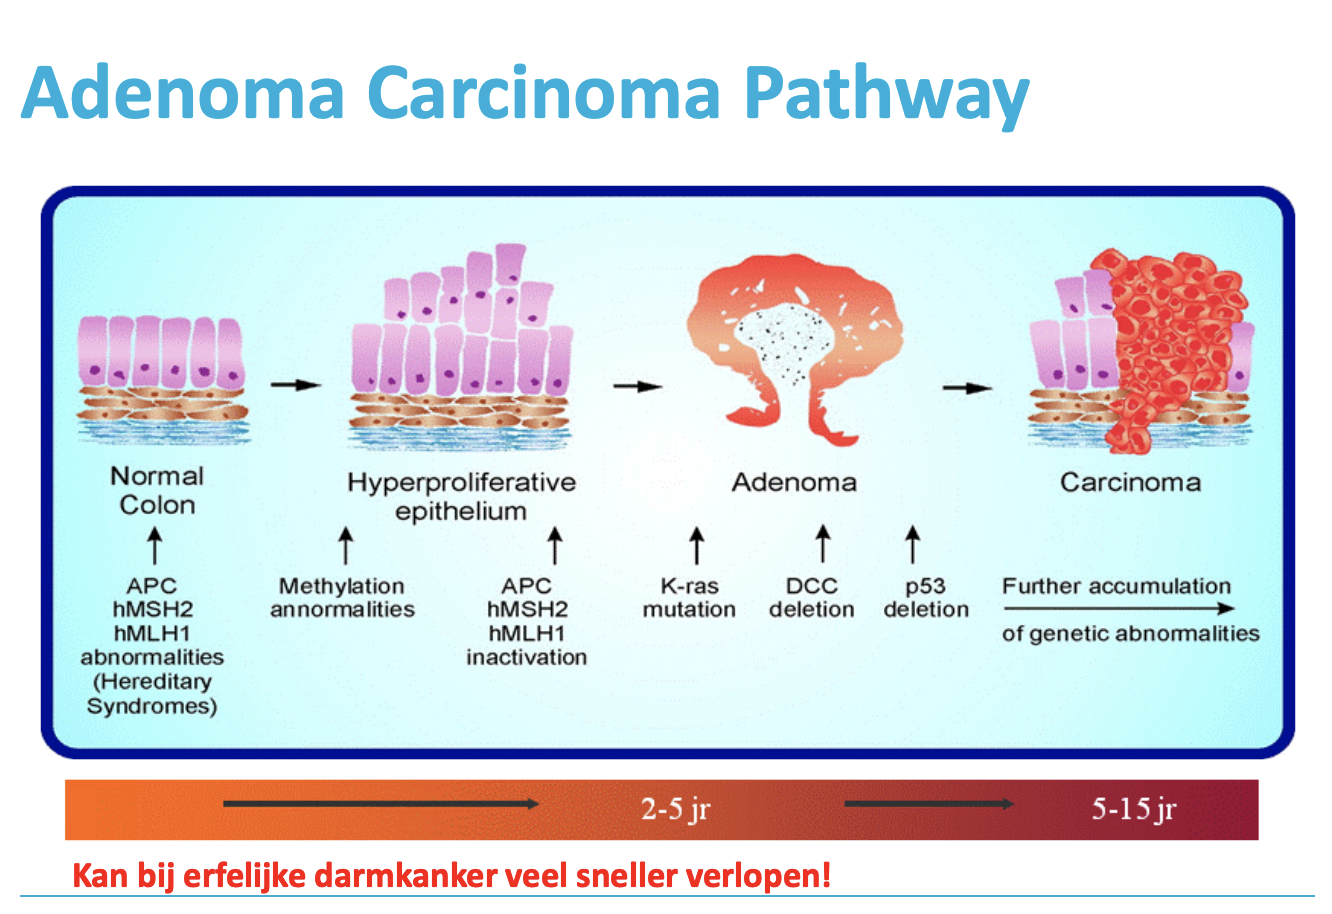 Adenoma Carcinoma Pathway
Normal
Colon
Hyperproliferative
epithelium
Adenoma
Carcinoma
APC
hMSH2
hMLH1
abnormalities
(Hereditary
Syndromes)
Methylation
annormalities
APC
hMSH2
hMLH1
inactivation
K-ras
mutation
DCC
deletion
p53
deletion
Further accumulation
of genetic abnormalities
2-5 jr
5-15 jr
Kan bij erfelijke darmkanker veel sneller verlopen!